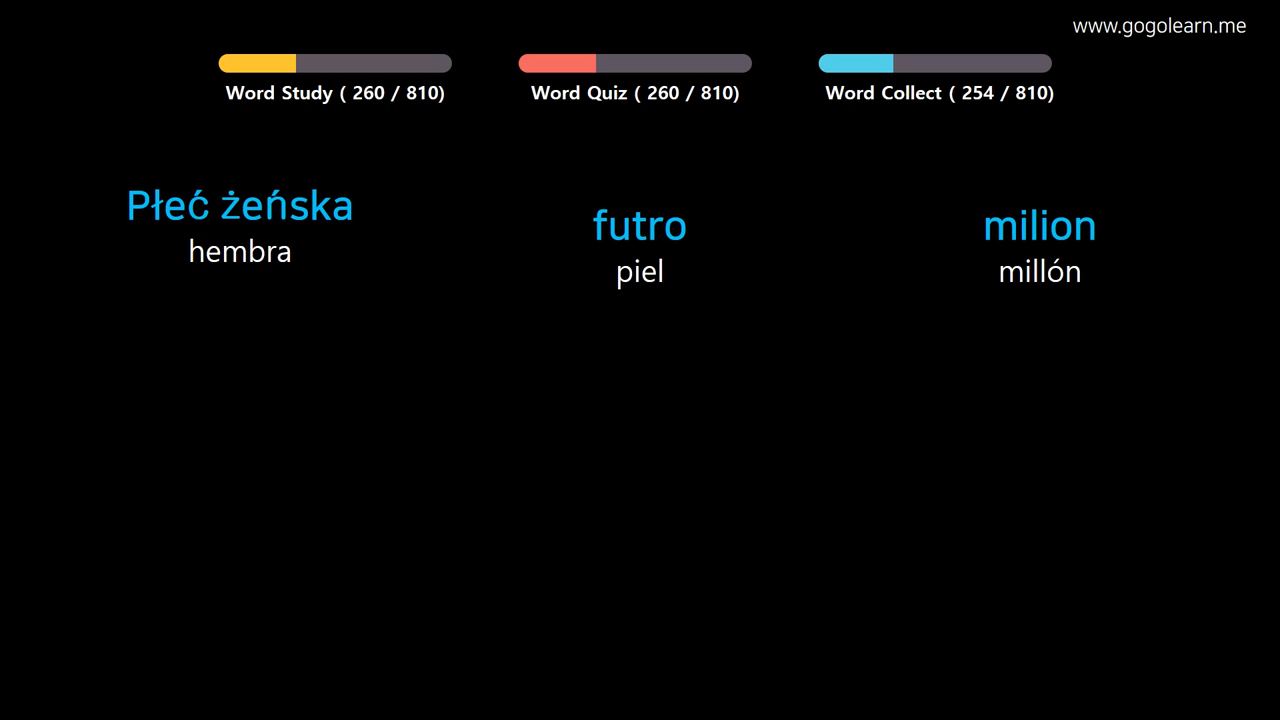 www.gogolearn.me
Word Study ( 260 / 810)
Word Quiz ( 260 / 810)
Word Collect ( 254 / 810)
Płeć żeńska
hembra
futro
piel
milion
millón